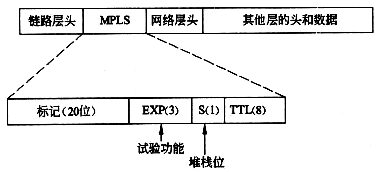 链路层头 MPLS 网络层头 其他层的头和数据
标记(20位) EXP(3) S(1) TTL(8)
试验功能
堆栈位